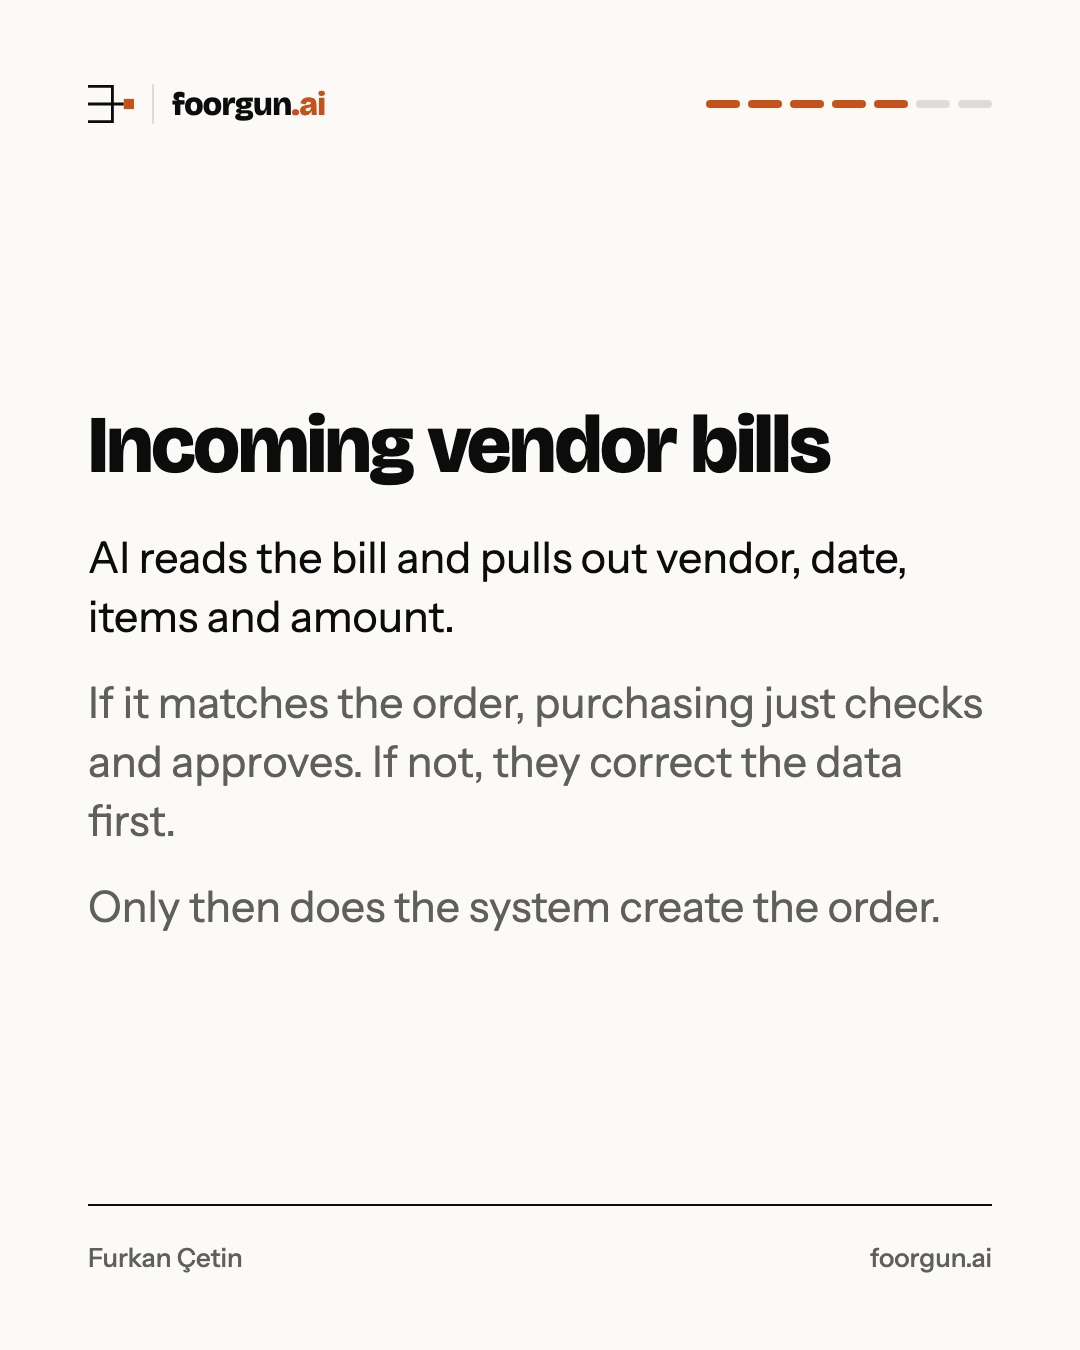 foorgun.ai
Incoming vendor bills
AI reads the bill and pulls out vendor, date,
items and amount.
If it matches the order, purchasing just checks
and approves. If not, they correct the data
first.
Only then does the system create the order.
Furkan Çetin
foorgun.ai